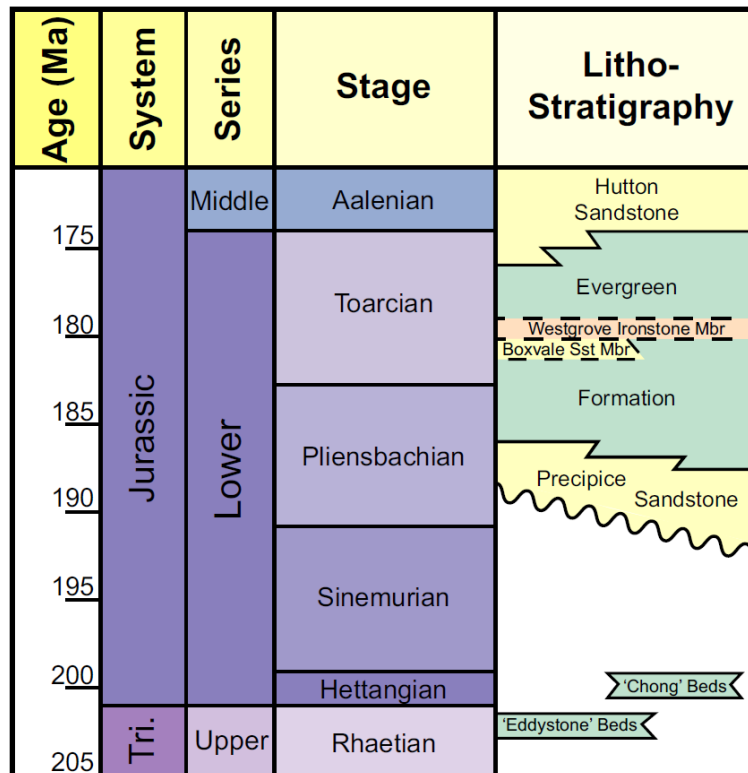 Age (Ma)
System
Series
Stage
Litho-
Stratigraphy
175
180
185
190
195
200
205
Jurassic
Tri.
Middle
Lower
Upper
Aalenian
Toarcian
Pliensbachian
Sinemurian
Hettangian
Rhaetian
Hutton
Sandstone
Evergreen
Westgrove Ironstone Mbr
Boxvale Sst Mbr
Formation
Precipice
Sandstone
‘Chong’ Beds
‘Eddystone’ Beds